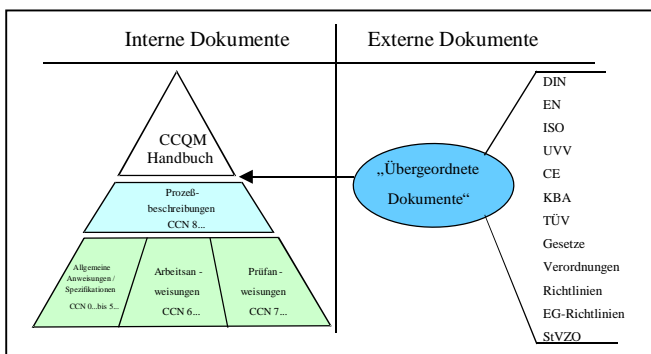 Interne Dokumente
Externe Dokumente
CCQM
Handbuch
Prozeß-
beschreibungen
CCN 8...
Allgemeine
Anweisungen /
Spezifikationen
CCN 0...bis 5...
Arbeitsan -
weisungen
CCN 6...
Prüfan-
weisungen
CCN 7...
„Übergeordnete
Dokumente“
DIN
EN
ISO
UVV
CE
KBA
TÜV
Gesetze
Verordnungen
Richtlinien
EG-Richtlinien
StVZO